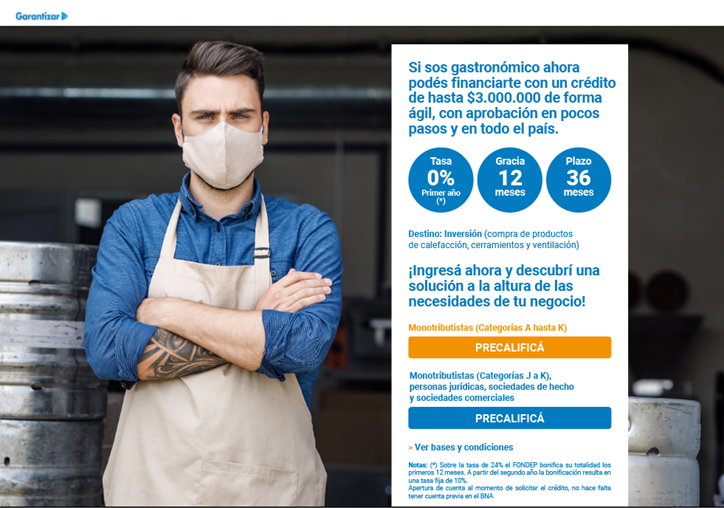 Garantizar
Si sos gastronómico ahora
podés financiarte con un crédito
de hasta $3.000.000 de forma
ágil, con aprobación en pocos
pasos y en todo el país.
Tasa
0%
Primer año
(*)
Gracia
12
meses
Plazo
36
meses
Destino: Inversión (compra de productos
de calefacción, cerramientos y ventilación)
¡Ingresá ahora y descubrí una
solución a la altura de las
necesidades de tu negocio!
Monotributistas (Categorías A hasta K)
PRECALIFICÁ
Monotributistas (Categorías J a K),
personas jurídicas, sociedades de hecho
y sociedades comerciales
PRECALIFICÁ
> Ver bases y condiciones
Notas: (*) Sobre la tasa de 24% el FONDEP bonifica su totalidad los
primeros 12 meses. A partir del segundo año la bonificación resulta en
una tasa fija de 10%.
Apertura de cuenta al momento de solicitar el crédito, no hace falta
tener cuenta previa en el BNA